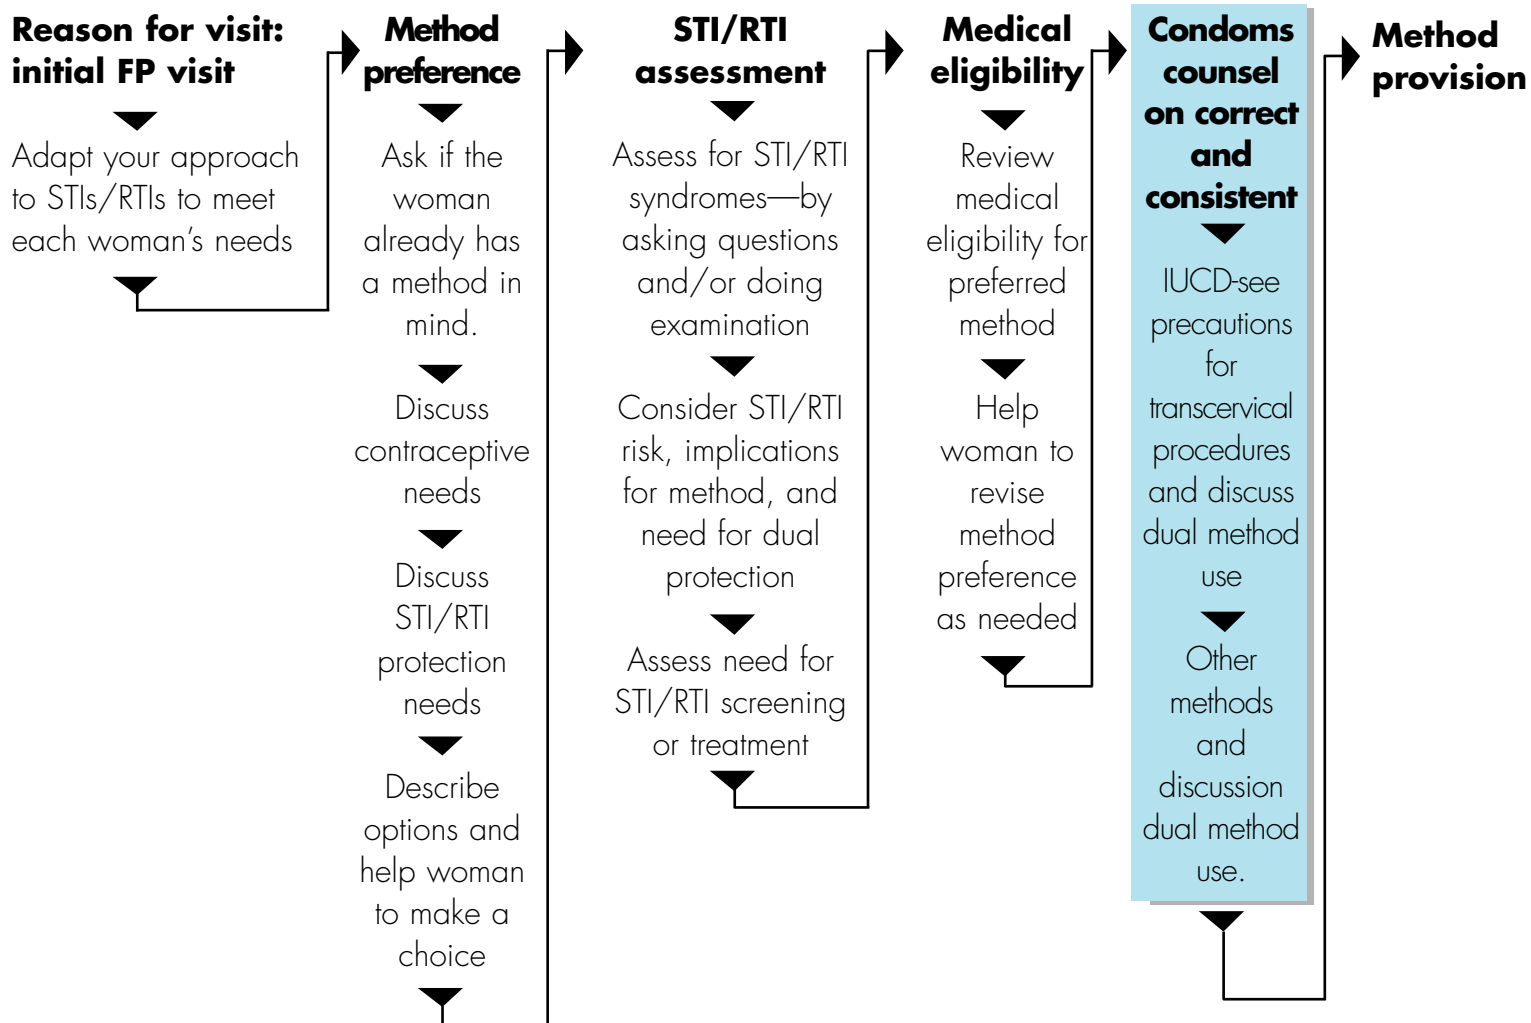 Reason for visit:
initial FP visit
Adapt your approach
to STIs/RTIs to meet
each woman's needs
Method
preference
Ask if the
woman
already has
a method in
mind.
Discuss
contraceptive
needs
Discuss
STI/RTI
protection
needs
Describe
options and
help woman
to make a
choice
STI/RTI
assessment
Assess for STI/RTI
syndromes—by
asking questions
and/or doing
examination
Consider STI/RTI
risk, implications
for method, and
need for dual
protection
Assess need for
STI/RTI screening
or treatment
Medical
eligibility
Review
medical
eligibility for
preferred
method
Help
woman to
revise
method
preference
as needed
Condoms
counsel
on correct
and
consistent
IUCD-see
precautions
for
transcervical
procedures
and discuss
dual method
use
Other
methods
and
discussion
dual method
use.
Method
provision